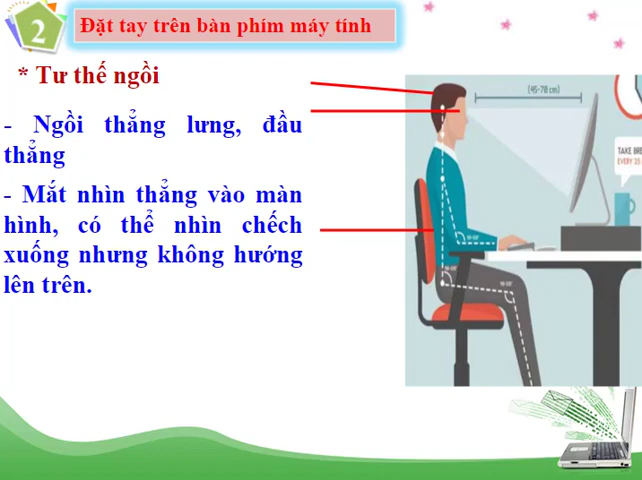 2
Đặt tay trên bàn phím máy tính
* Tư thế ngồi
- Ngồi thẳng lưng, đầu
thẳng
- Mắt nhìn thẳng vào màn
hình, có thể nhìn chếch
xuống nhưng không hướng
lên trên.
(45-70 cm)
TAKE BRE